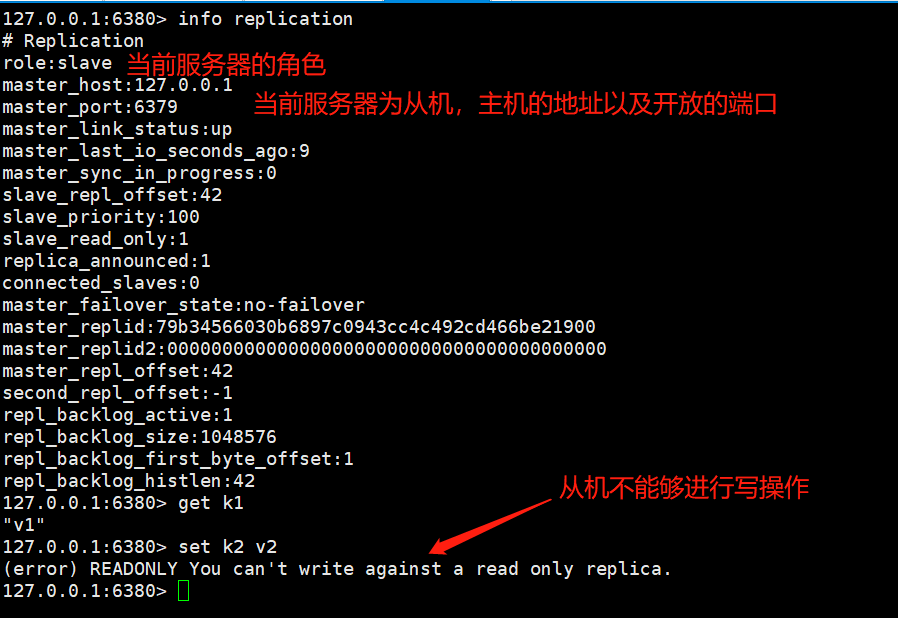 127.0.0.1:6380> info replication
# Replication
role:slave 当前服务器的角色
master_host:127.0.0.1
master_port:6379 当前服务器为从机，主机的地址以及开放的端口
master_link_status:up
master_last_io_seconds_ago:9
master_sync_in_progress:0
slave_repl_offset:42
slave_priority:100
slave_read_only:1
replica_announced:1
connected_slaves:0
master_failover_state:no-failover
master_replid:79b34566030b6897c0943cc4c492cd466be21900
master_replid2:0000000000000000000000000000000000000000
master_repl_offset:42
second_repl_offset:-1
repl_backlog_active:1
repl_backlog_size:1048576
repl_backlog_first_byte_offset:1
repl_backlog_histlen:42
127.0.0.1:6380> get k1
从机不能够进行写操作
"v1"
127.0.0.1:6380> set k2 v2
(error) READONLY You can't write against a read only replica.
127.0.0.1:6380>